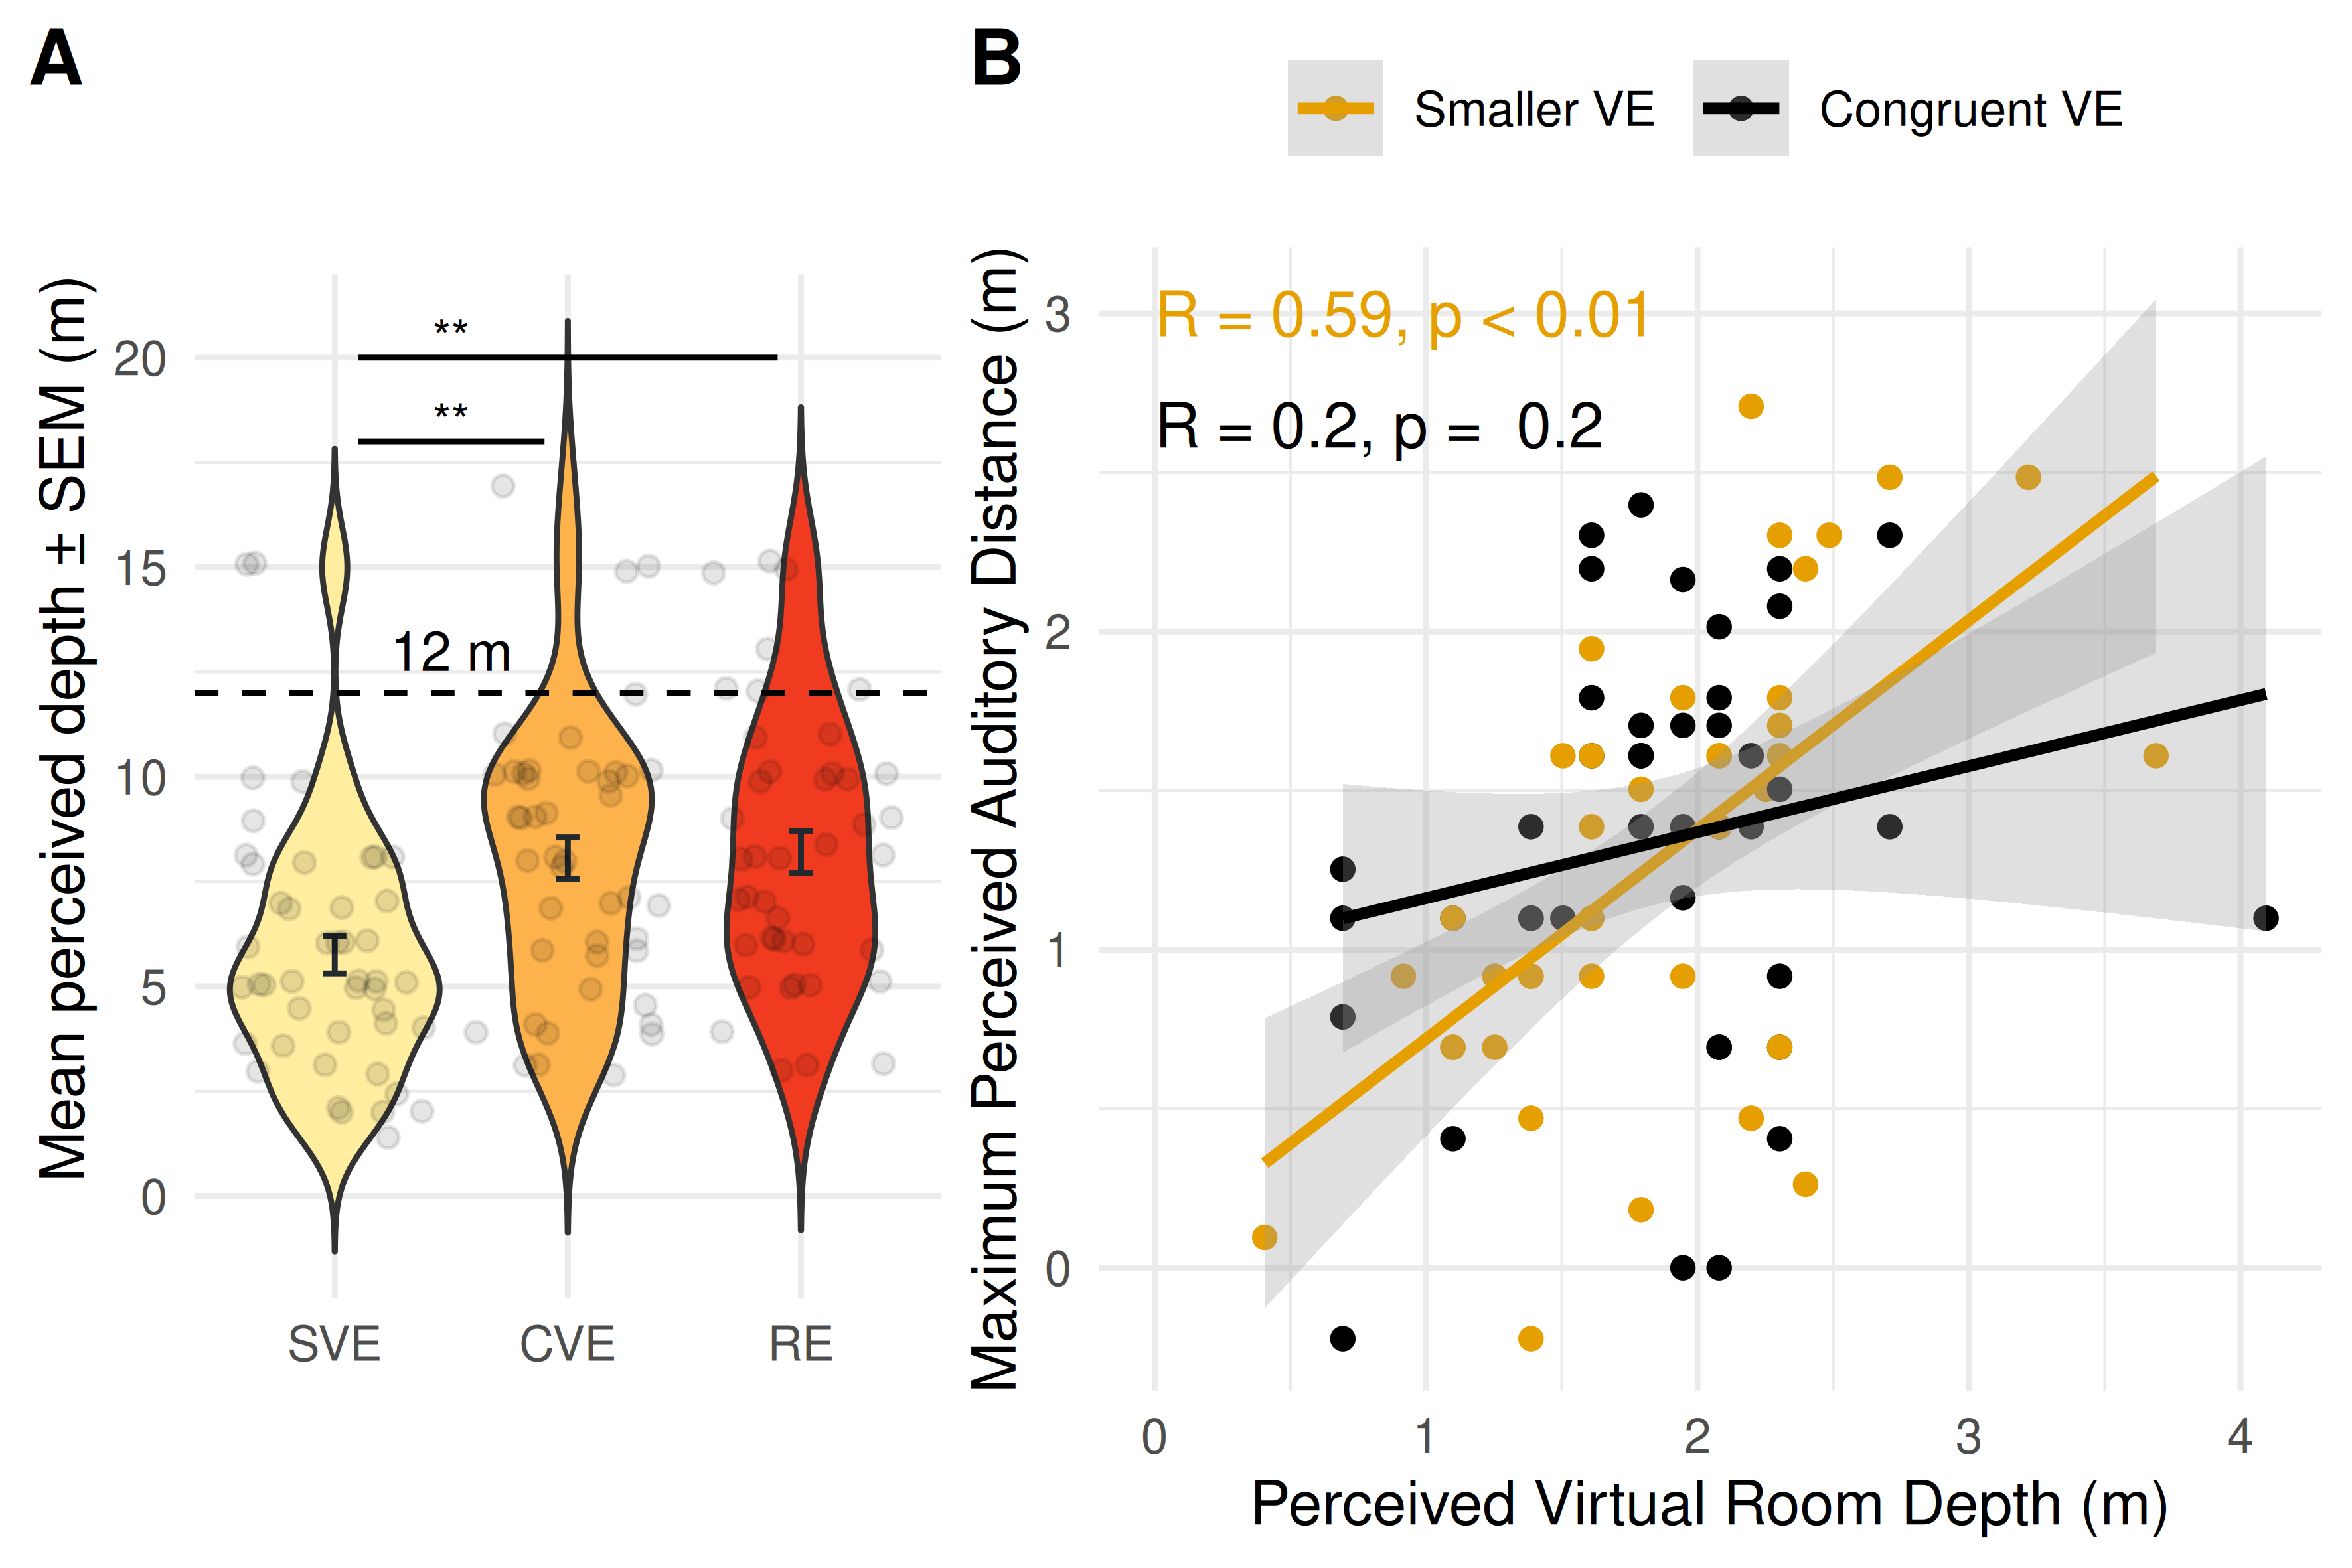 A
Mean perceived depth ± SEM (m)
20
15
10
5
0
**
**
12 m
SVE CVE RE
B
Smaller VE Congruent VE
Maximum Perceived Auditory Distance (m)
3
2
1
0
R = 0.59, p < 0.01
R = 0.2, p = 0.2
0 1 2 3 4
Perceived Virtual Room Depth (m)